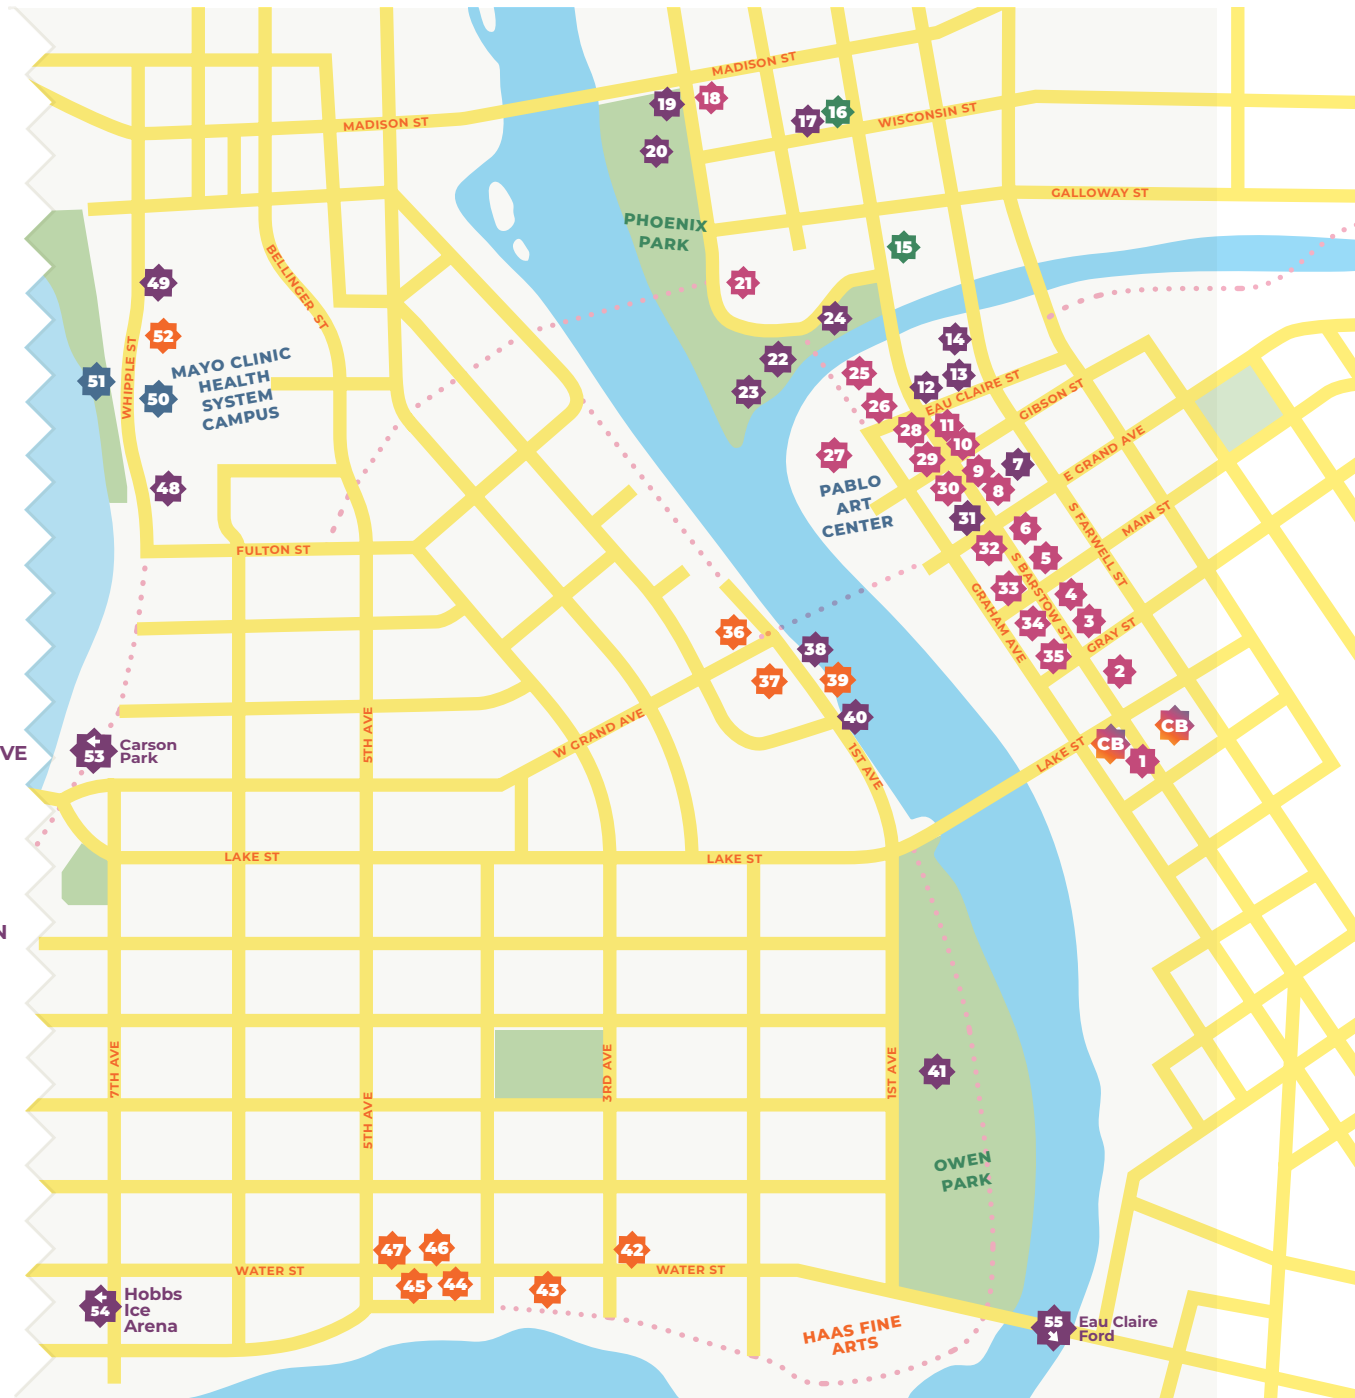 MADISON ST
19
18
17
16
WISCONSIN ST
MADISON ST
20
GALLOWAY ST
PHOENIX
PARK
15
BELLINGER ST
49
21
52
24
14
WHIPPLE ST
MAYO CLINIC
HEALTH
SYSTEM
CAMPUS
51
50
22
23
25
13
12
EAU CLAIRE ST
GIBSON ST
26
28
11
10
E GRAND AVE
27
29
9
7
48
30
8
PABLO
ART
CENTER
31
6
MAIN ST
S FARWELL ST
FULTON ST
32
5
S BARSTOW ST
33
4
GRAHAM AVE
34
3
GRAY ST
36
38
35
2
37
39
40
5TH AVE
W GRAND AVE
VE
53
Carson
Park
1ST AVE
LAKE ST
CB
CB
1
LAKE ST
LAKE ST
N
7TH AVE
5TH AVE
3RD AVE
1ST AVE
41
OWEN
PARK
47
46
42
WATER ST
WATER ST
45
44
43
54
Hobbs
Ice
Arena
HAAS FINE
ARTS
55
Eau Claire
Ford